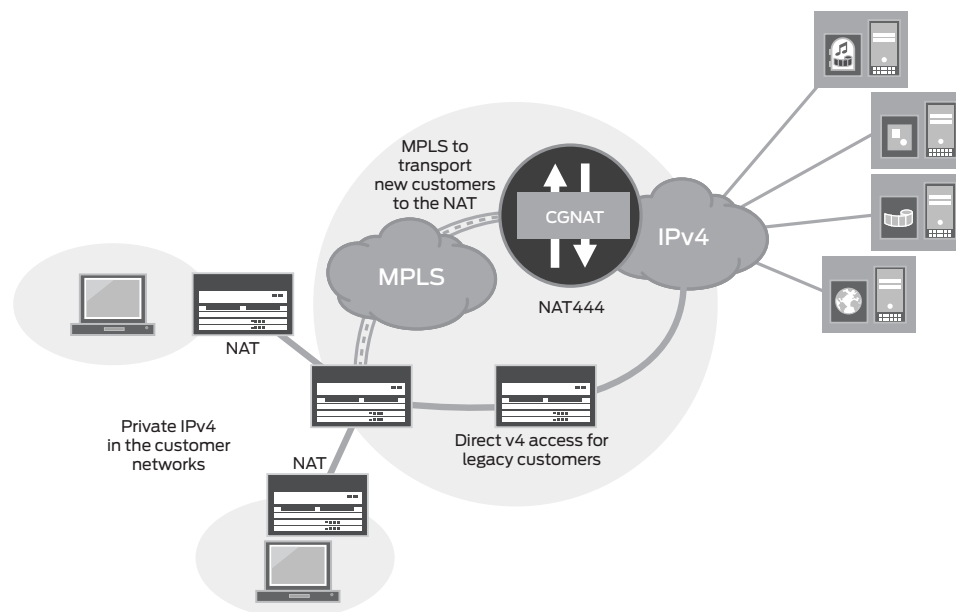 MPLS to
transport
new customers
to the NAT
CGNAT
IPv4
MPLS
NAT444
NAT
Direct v4 access for
legacy customers
Private IPv4
in the customer
networks
NAT